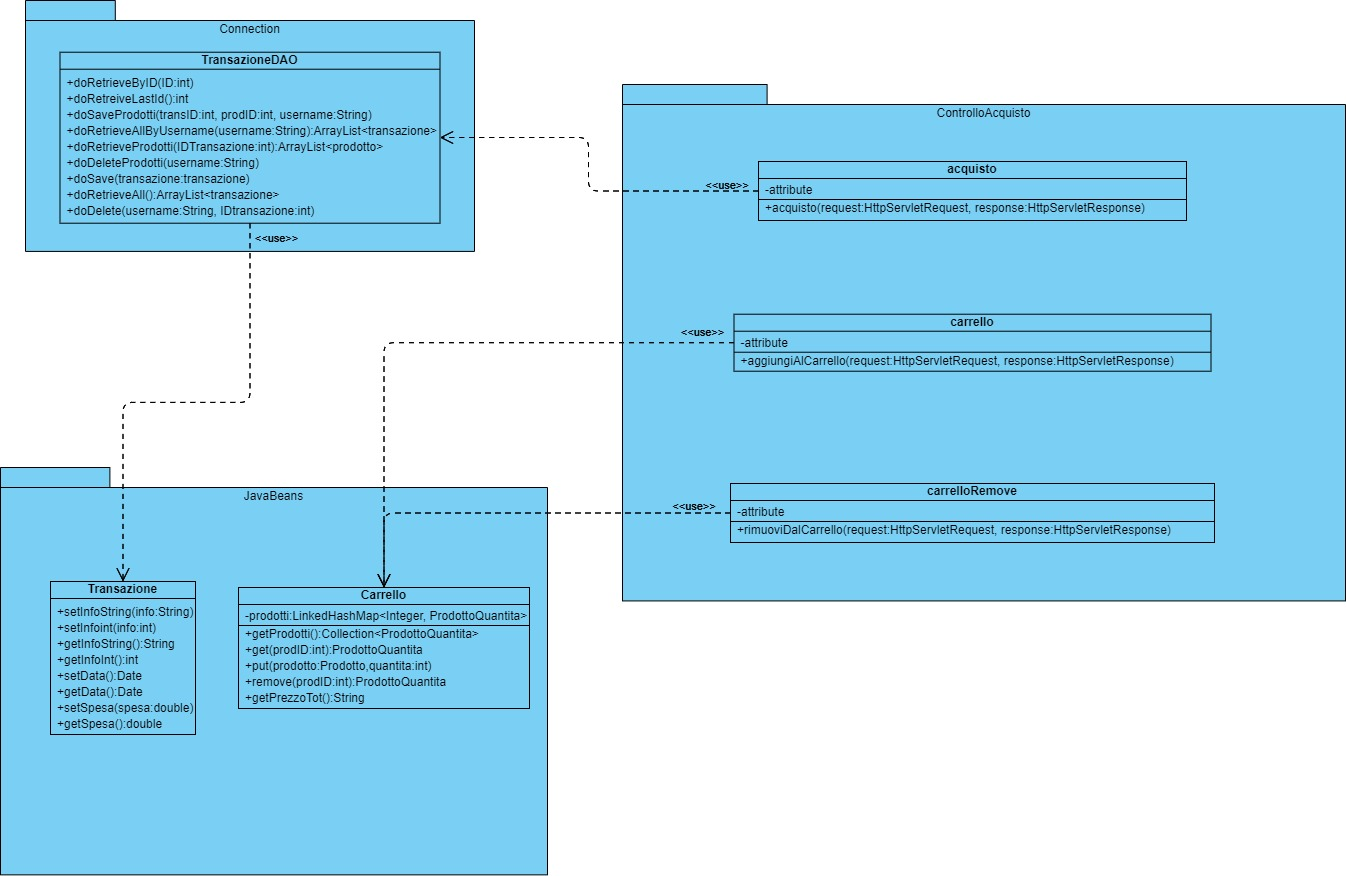 Connection
TransazioneDAO
+doRetrieveByID(ID:int)
+doRetreiveLastId():int
+doSaveProdotti(transID:int, prodID:int, username:String)
+doRetrieveAllByUsername(username:String):ArrayList<transazione>
+doRetrieveProdotti(IDTransazione:int):ArrayList<prodotto>
+doDeleteProdotti(username:String)
+doSave(transazione:transazione)
+doRetrieveAll():ArrayList<transazione>
+doDelete(username:String, IDtransazione:int)
<<use>>
ControlloAcquisto
acquisto
<<use>>
-attribute
+acquisto(request:HttpServletRequest, response:HttpServletResponse)
carrello
<<use>>
-attribute
+aggiungiAlCarrello(request:HttpServletRequest, response:HttpServletResponse)
carrelloRemove
<<use>>
-attribute
+rimuoviDalCarrello(request:HttpServletRequest, response:HttpServletResponse)
JavaBeans
Transazione
+setInfoString(info:String)
+setInfoint(info:int)
+getInfoString():String
+getInfoInt():int
+setData():Date
+getData():Date
+setSpesa(spesa:double)
+getSpesa():double
Carrello
-prodotti:LinkedHashMap<Integer, ProdottoQuantita>
+getProdotti():Collection<ProdottoQuantita>
+get(prodID:int):ProdottoQuantita
+put(prodotto:Prodotto,quantita:int)
+remove(prodID:int):ProdottoQuantita
+getPrezzoTot():String